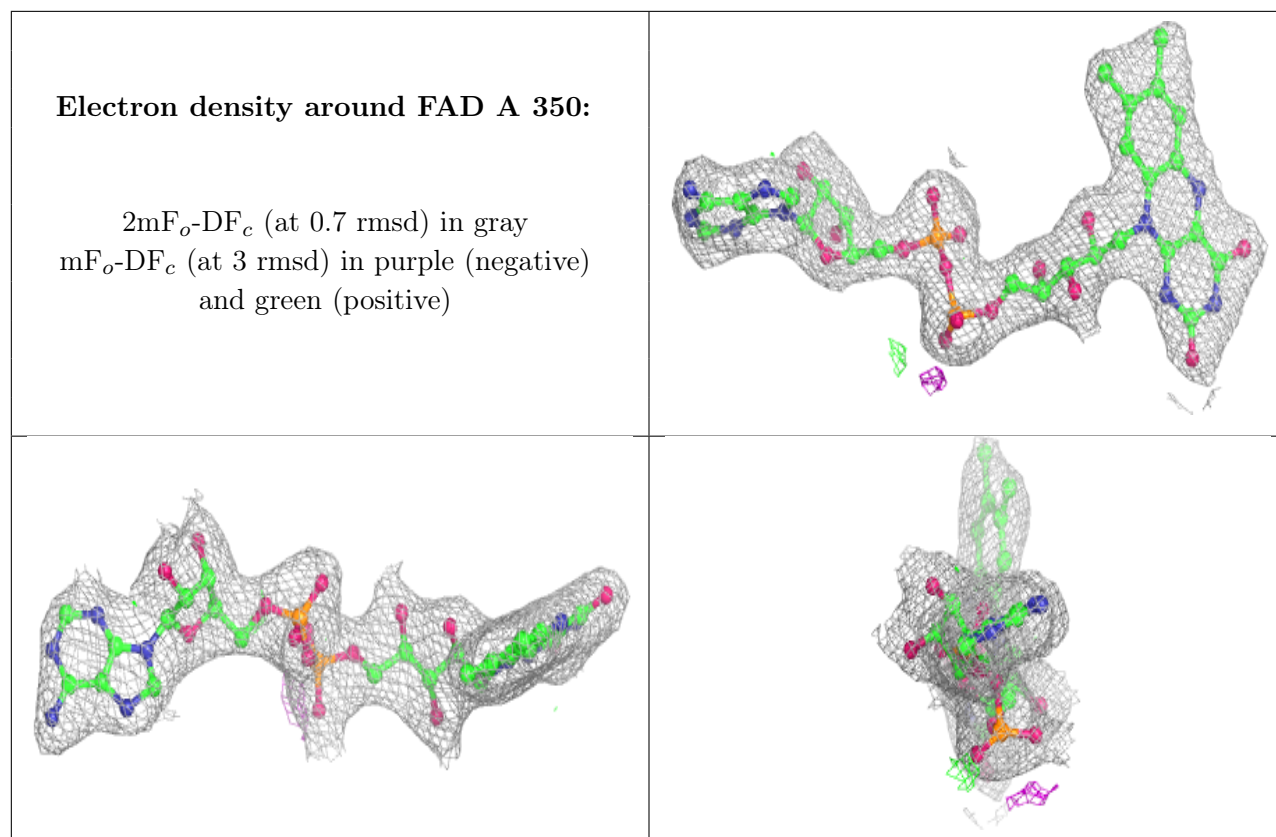 Electron density around FAD A 350:
2mFₒ-DF𝒸 (at 0.7 rmsd) in gray
mFₒ-DF𝒸 (at 3 rmsd) in purple (negative)
and green (positive)